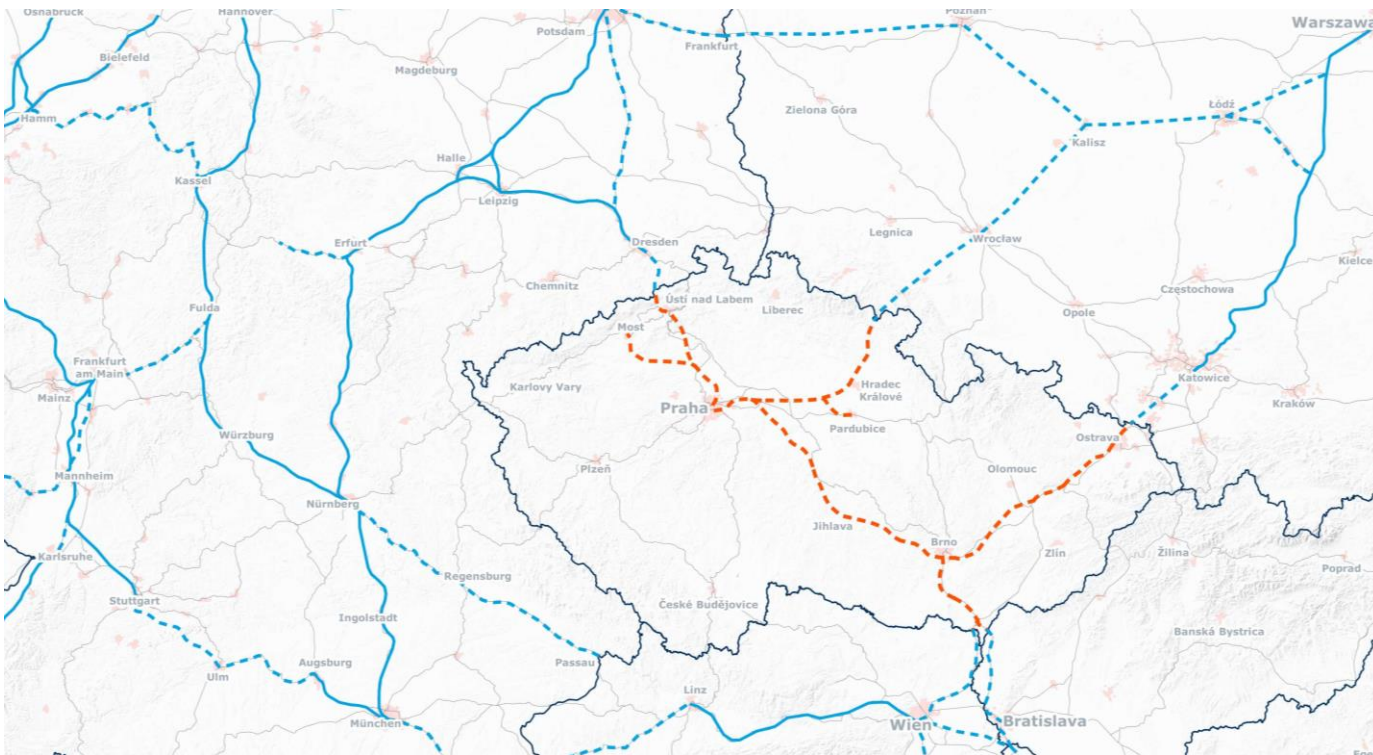 Osnabrück
Hannover
Poznań
Warszawa
Potsdam
Frankfurt
Bielefeld
Magdeburg
Zielona Góra
Łódź
Hamm
Kalisz
Halle
Kassel
Leipzig
Legnica
Wrocław
Erfurt
Dresden
Kielce
Chemnitz
Częstochowa
Fulda
Ústí nad Labem
Liberec
Opole
Most
Frankfurt
am Main
Karlovy Vary
Hradec
Králové
Katowice
Mainz
Praha
Kraków
Pardubice
Würzburg
Ostrava
Plzeň
Olomouc
Mannheim
Nürnberg
Jihlava
Brno
Zlín
Žilina
Karlsruhe
Poprad
Regensburg
Stuttgart
České Budějovice
Ingolstadt
Banská Bystrica
Augsburg
Passau
Ulm
Linz
München
Wien
Bratislava